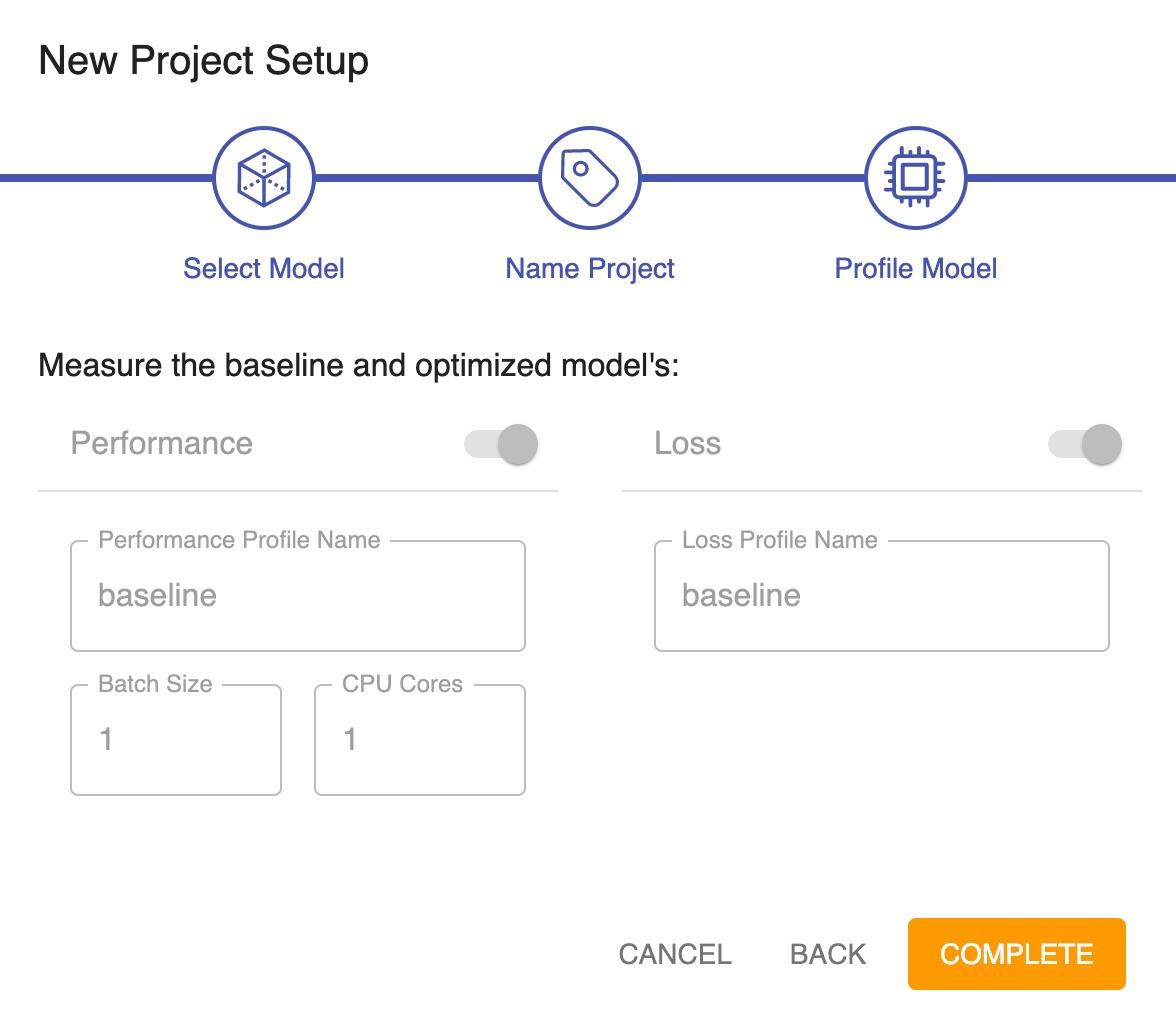 New Project Setup
Select Model
Name Project
Profile Model
Measure the baseline and optimized model's:
Performance
Loss
Performance Profile Name
baseline
Loss Profile Name
baseline
Batch Size
1
CPU Cores
1
CANCEL
BACK
COMPLETE